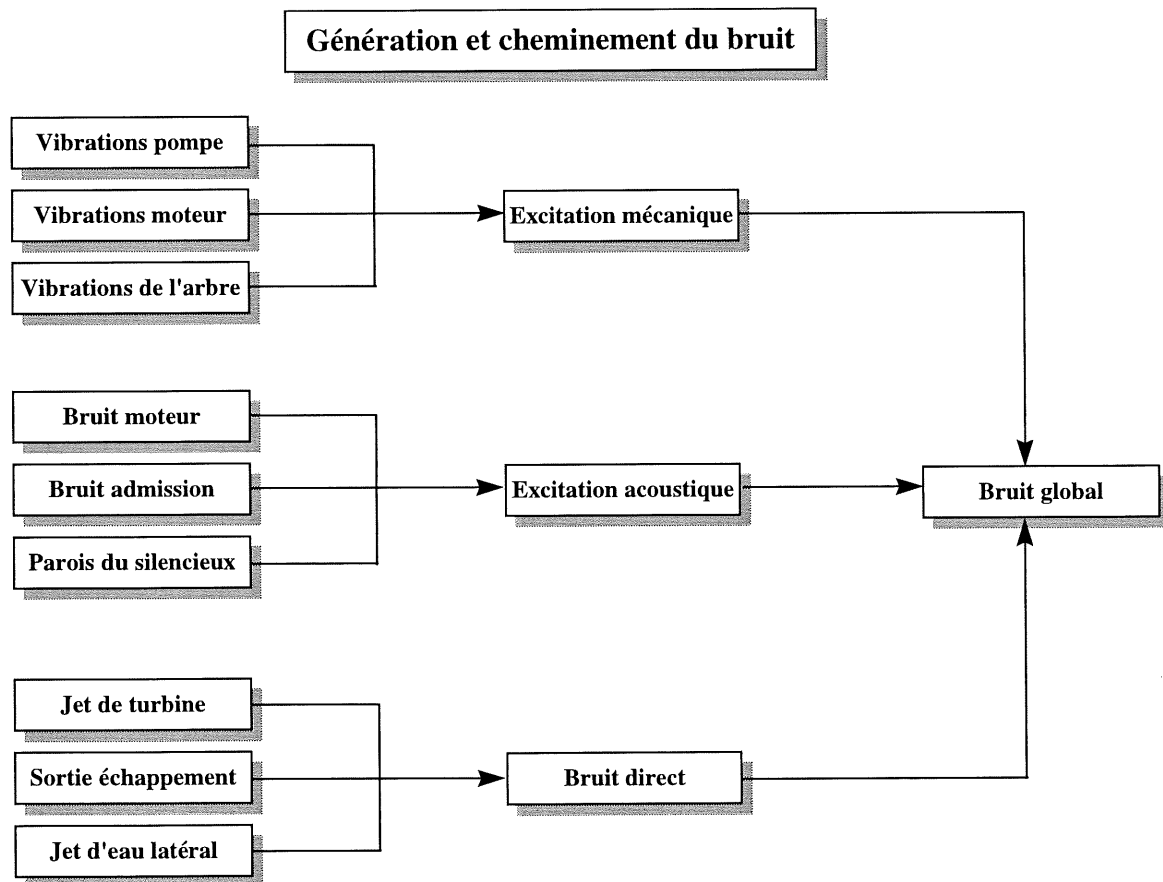 Génération et cheminement du bruit
Vibrations pompe
Vibrations moteur
Excitation mécanique
Vibrations de l'arbre
Bruit moteur
Bruit admission
Excitation acoustique
Bruit global
Parois du silencieux
Jet de turbine
Sortie échappement
Bruit direct
Jet d'eau latéral